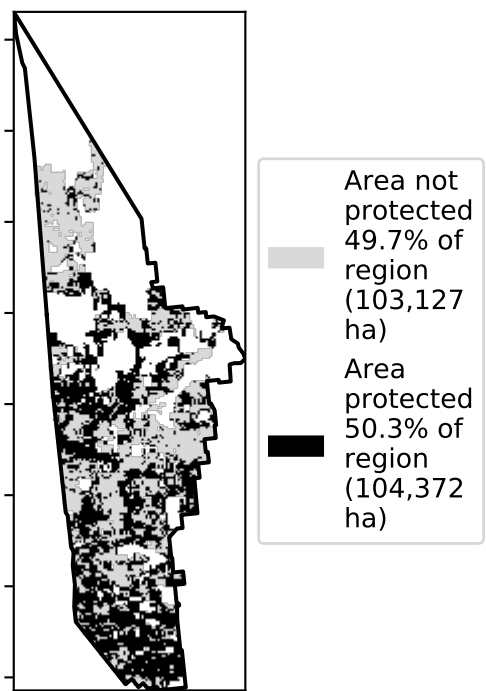 Area not
protected
49.7% of
region
(103,127
ha)
Area
protected
50.3% of
region
(104,372
ha)